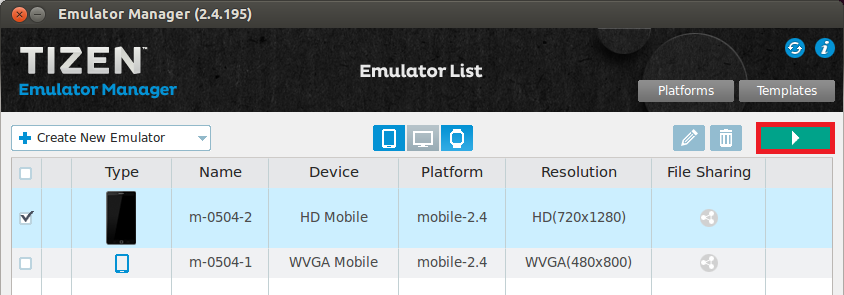 Emulator Manager (2.4.195)
TIZEN™
Emulator Manager
Emulator List
i
Platforms
Templates
Create New Emulator
Type Name Device Platform Resolution File Sharing
m-0504-2 HD Mobile mobile-2.4 HD(720x1280)
m-0504-1 WVGA Mobile mobile-2.4 WVGA(480x800)